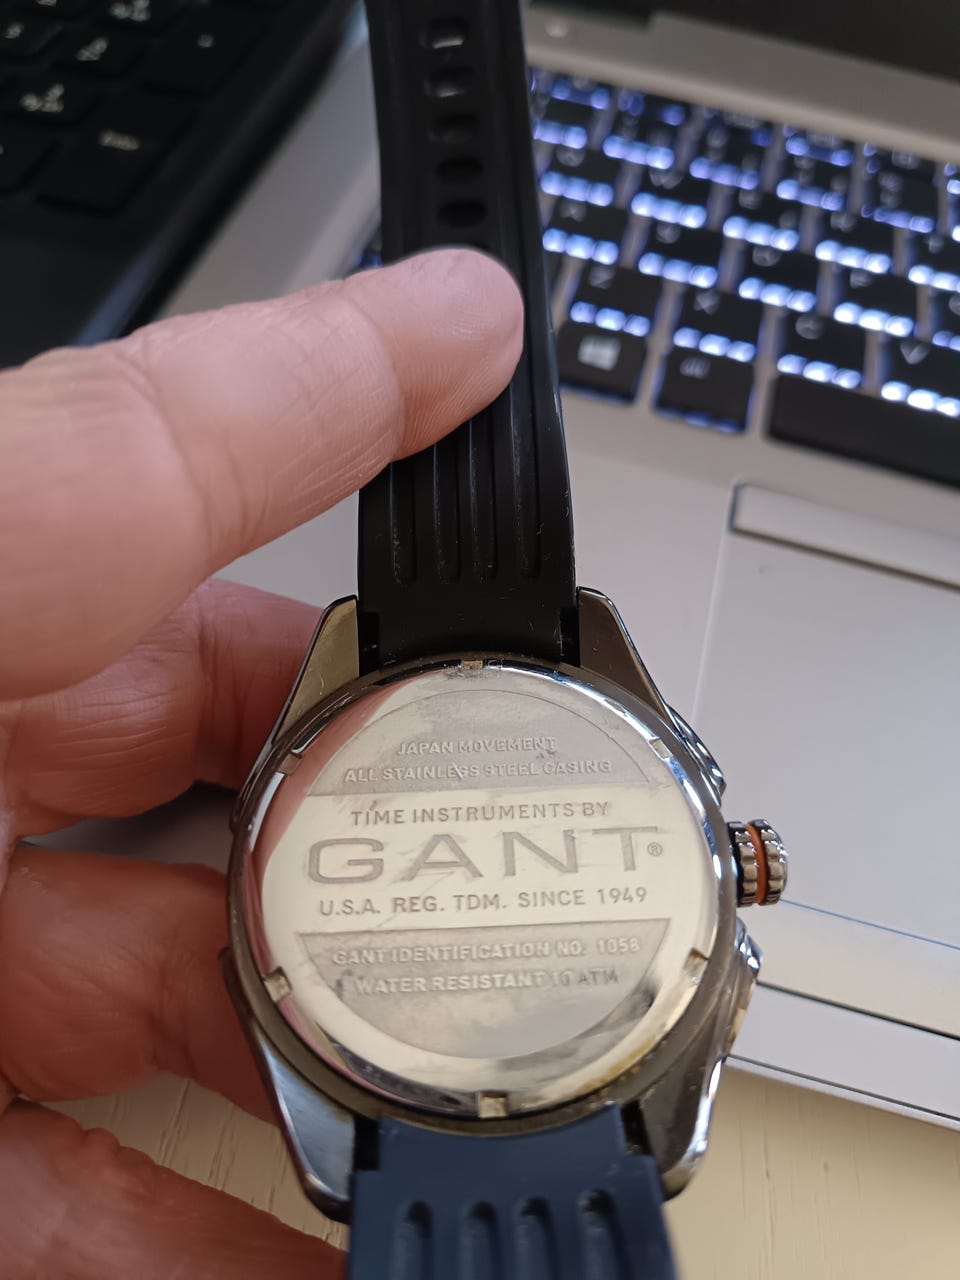 JAPAN MOVEMENT
ALL STAINLESS STEEL CASING
TIME INSTRUMENTS BY
GANT®
U.S.A. REG. TDM. SINCE 1949
GANT IDENTIFICATION NO. 1058
WATER RESISTANT 10 ATM